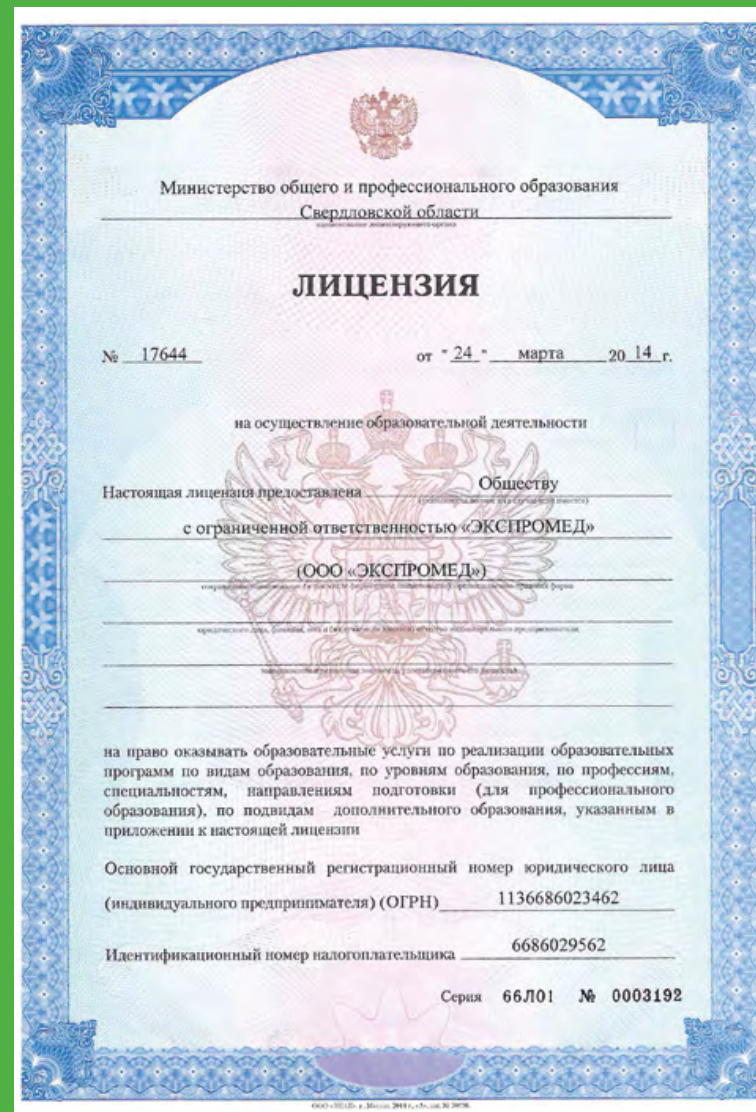 Министерство общего и профессионального образования
Свердловской области
наименование лицензирующего органа
ЛИЦЕНЗИЯ
№ 17644 от "24" марта 20 14 г.
на осуществление образовательной деятельности
Настоящая лицензия предоставлена Обществу
с ограниченной ответственностью «ЭКСПРОМЕД»
(ООО «ЭКСПРОМЕД»)
на право оказывать образовательные услуги по реализации образовательных
программ по видам образования, по уровням образования, по профессиям,
специальностям, направлениям подготовки (для профессионального
образования), по подвидам дополнительного образования, указанным в
приложении к настоящей лицензии
Основной государственный регистрационный номер юридического лица
(индивидуального предпринимателя) (ОГРН) 1136686023462
Идентификационный номер налогоплательщика 6686029562
Серия 66Л01 № 0003192